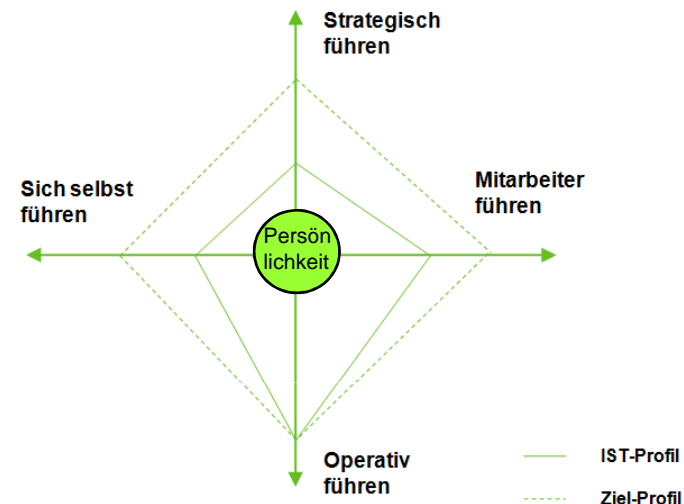 Strategisch
führen
Sich selbst
führen
Mitarbeiter
führen
Persön
lichkeit
Operativ
führen
IST-Profil
Ziel-Profil